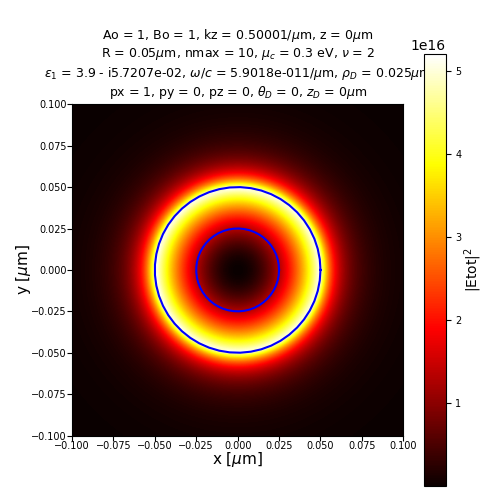 Ao = 1, Bo = 1, kz = 0.50001/μm, z = 0μm
R = 0.05μm, nmax = 10, μc = 0.3 eV, ν = 2
ε1 = 3.9 - i5.7207e-02, ω/c = 5.9018e-011/μm, ρD = 0.025μm
px = 1, py = 0, pz = 0, θD = 0, zD = 0μm
1e16
0.100
0.075
0.050
0.025
0.000
−0.025
−0.050
−0.075
−0.100
y [μm]
−0.100 −0.075 −0.050 −0.025 0.000 0.025 0.050 0.075 0.100
x [μm]
5
4
3
2
1
|Etot|²